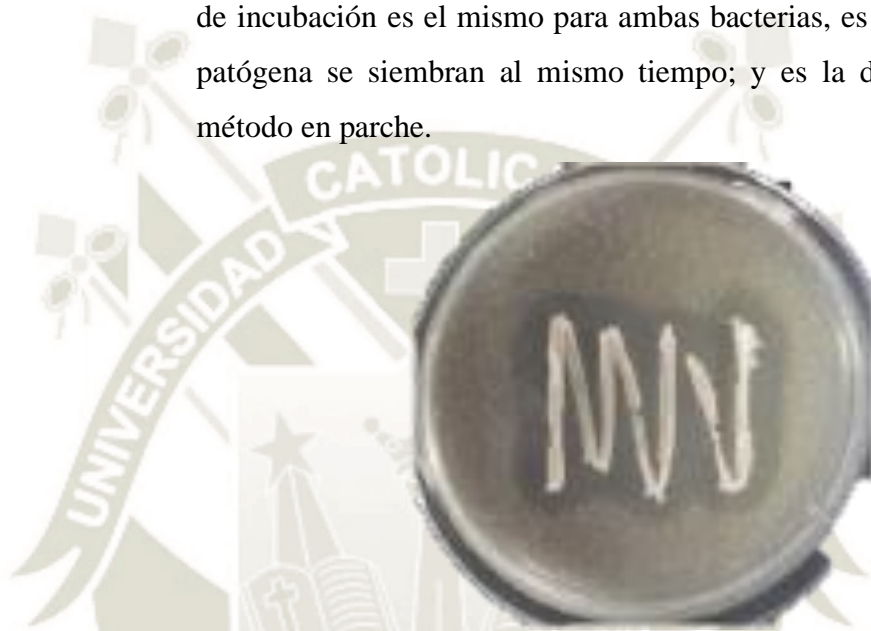 de incubación es el mismo para ambas bacterias, es
patógena se siembran al mismo tiempo; y es la d
método en parche.
UNIVERSIDAD CATOLIC